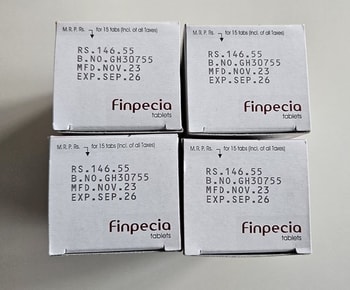 M.R.P. Rs. for 15 tabs (Incl. of all Taxes)
RS.146.55
B.NO.GH30755
MFD.NOV.23
EXP.SEP.26
Finpecia
tablets
M.R.P. Rs. for 15 tabs (Incl. of all Taxes)
RS.146.55
B.NO.GH30755
MFD.NOV.23
EXP.SEP.26
Finpecia
tablets
M.R.P. Rs. for 15 tabs (Incl. of all Taxes)
RS.146.55
B.NO.GH30755
MFD.NOV.23
EXP.SEP.26
Finpecia
tablets
M.R.P. Rs. for 15 tabs (Incl. of all Taxes)
RS.146.55
B.NO.GH30755
MFD.NOV.23
EXP.SEP.26
Finpecia
tablets